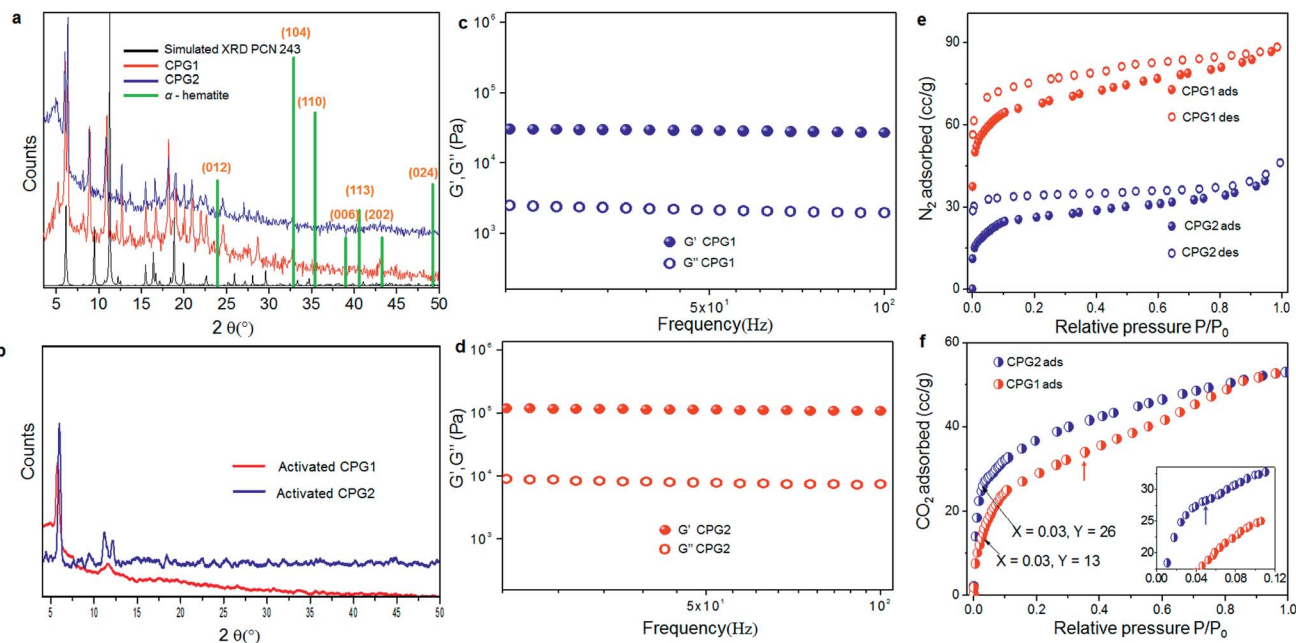 a
(104)
Simulated XRD PCN 243
CPG1
CPG2
α - hematite
(110)
(012)
(113)
(006)
(202)
(024)
Counts
5 10 15 20 25 30 35 40 45 50
2 θ(°)
b
Counts
Activated CPG1
Activated CPG2
5 10 15 20 25 30 35 40 45 50
2 θ(°)
c
10⁶
10⁵
10⁴
10³
G', G'' (Pa)
G' CPG1
G'' CPG1
5x10¹ 10²
Frequency(Hz)
d
10⁶
10⁵
10⁴
10³
G', G'' (Pa)
G' CPG2
G'' CPG2
5x10¹ 10²
Frequency(Hz)
e
90
60
30
0
N₂ adsorbed (cc/g)
CPG1 ads
CPG1 des
CPG2 ads
CPG2 des
0.0 0.2 0.4 0.6 0.8 1.0
Relative pressure P/P₀
f
60
50
40
30
20
10
0
CO₂ adsorbed (cc/g)
CPG2 ads
CPG1 ads
X = 0.03, Y = 26
X = 0.03, Y = 13
30
25
20
0.00 0.04 0.08 0.12
0.0 0.2 0.4 0.6 0.8 1.0
Relative pressure P/P₀